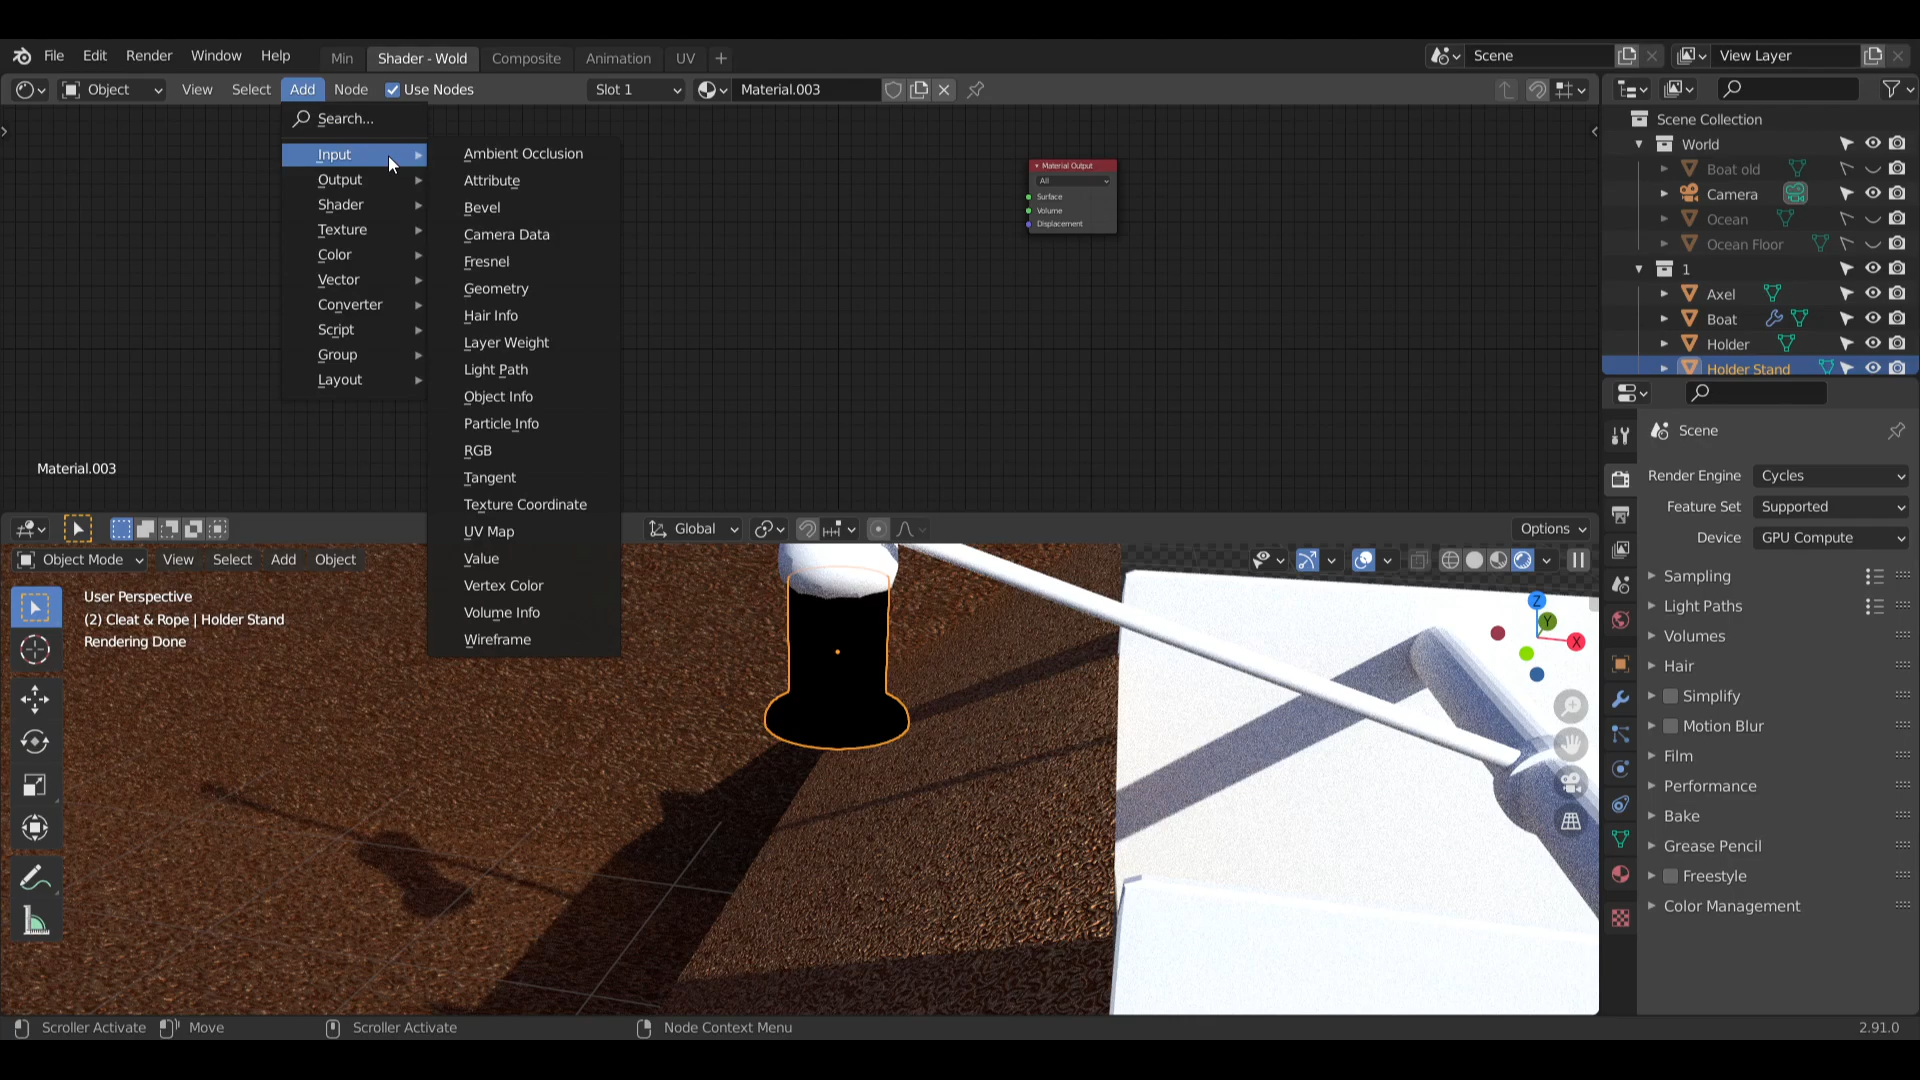 File Edit Render Window Help Min Shader - Wold Composite Animation UV Scene View Layer
Object View Select Add Node Use Nodes Slot 1 Material.003
Search...
Input
Output
Shader
Texture
Color
Vector
Converter
Script
Group
Layout
Ambient Occlusion
Attribute
Bevel
Camera Data
Fresnel
Geometry
Hair Info
Layer Weight
Light Path
Object Info
Particle Info
RGB
Tangent
Texture Coordinate
UV Map
Value
Vertex Color
Volume Info
Wireframe
Material Output
All
Surface
Volume
Displacement
Material.003
Global Options
Object Mode View Select Add Object
User Perspective
(2) Cleat & Rope | Holder Stand
Rendering Done
Z
Y
X
Scene Collection
World
Boat old
Camera
Ocean
Ocean Floor
1
Axel
Boat
Holder
Holder Stand
Scene
Render Engine Cycles
Feature Set Supported
Device GPU Compute
Sampling
Light Paths
Volumes
Hair
Simplify
Motion Blur
Film
Performance
Bake
Grease Pencil
Freestyle
Color Management
Scroller Activate Move Scroller Activate Node Context Menu 2.91.0